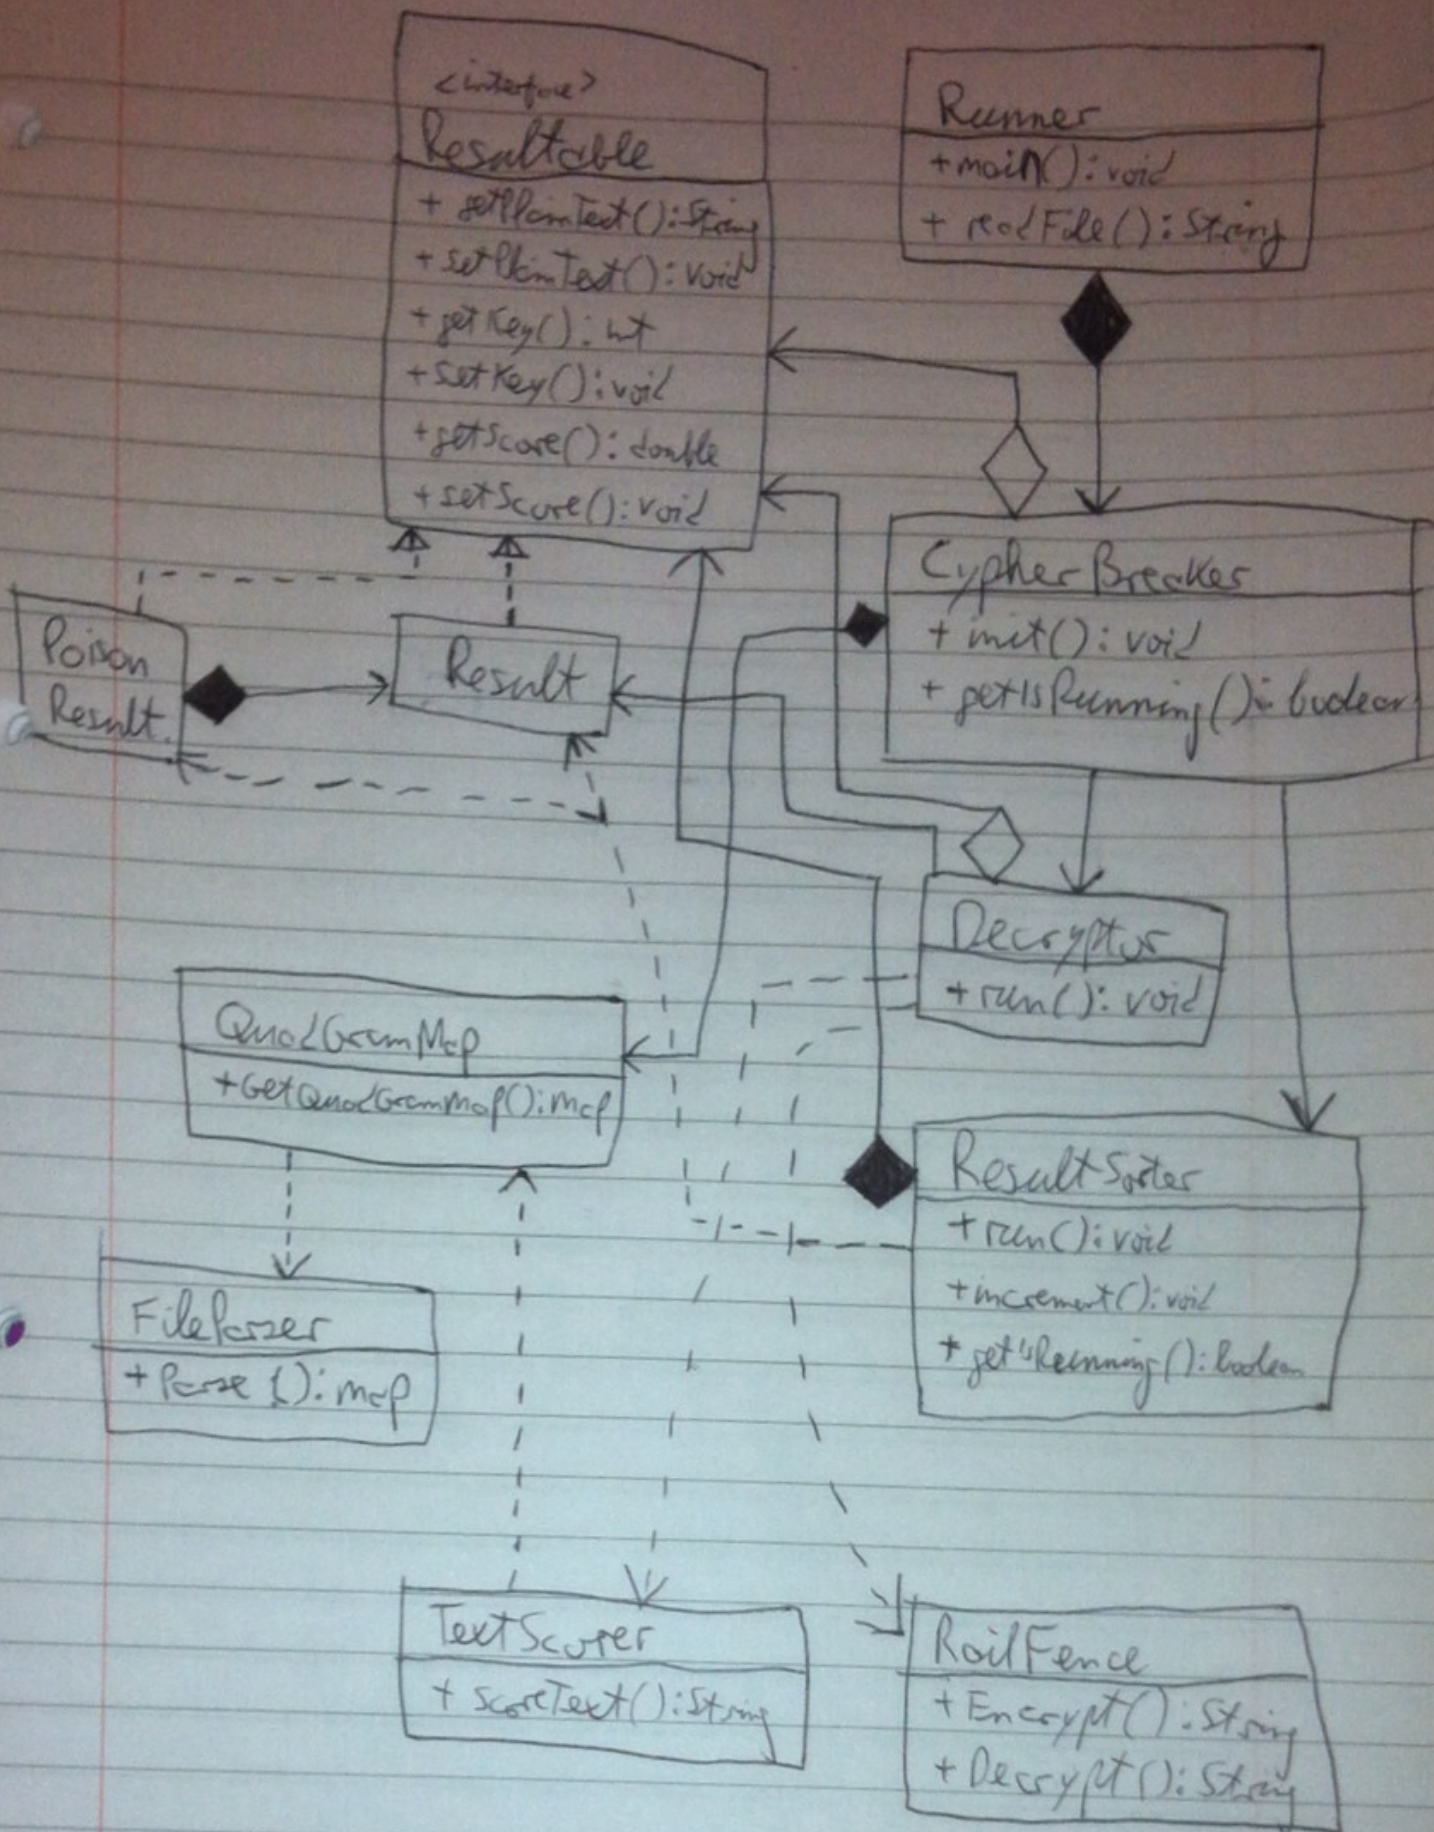 <interface>
Resultable
+ getPlainText():String
+ setPlainText():void
+ getKey():int
+ setKey():void
+ getScore():double
+ setScore():void
Runner
+ main():void
+ readFile():String
Poison
Result
Result
CypherBreaker
+ init():void
+ getIsRunning():boolean
Decryptor
+ run():void
QuadGramMap
+ GetQuadGramMap():map
ResultSorter
+ run():void
+ increment():void
+ getisRunning():boolean
FileParser
+ Parse():map
TextScorer
+ scoreText():String
RailFence
+ Encrypt():String
+ Decrypt():String